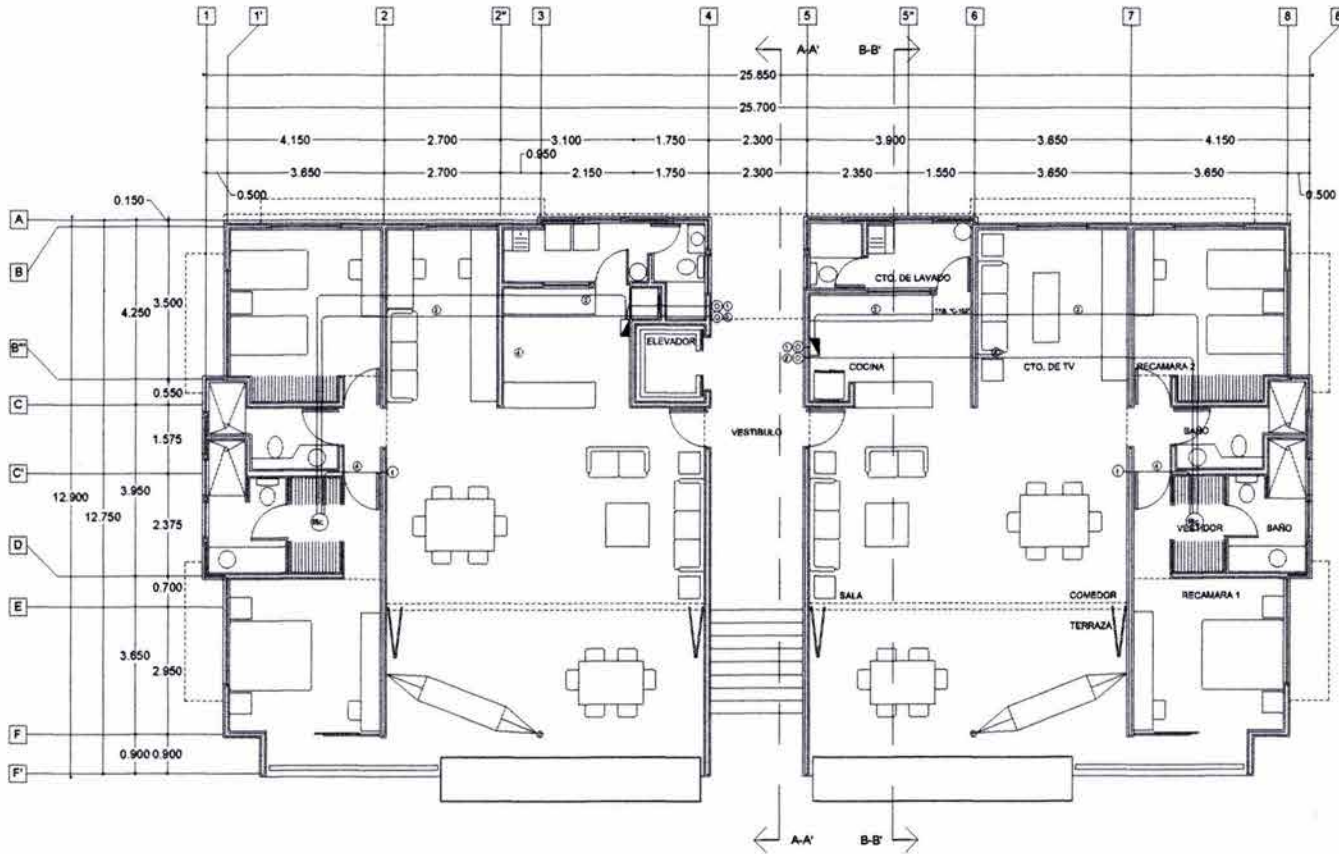 1 1' 2 2" 3 4 5 5" 6 7 8
A-A' B-B'
25.850
25.700
4.150 2.700 3.100 1.750 2.300 3.900 3.650 4.150
0.950
3.650 2.700 2.150 1.750 2.300 2.350 1.550 3.650 3.650
0.500 0.500
0.150
A
B
CTO. DE LAVADO
3.500
4.250
ELEVADOR
B"'
COCINA CTO. DE TV RECAMARA 2
0.550
C
VESTIBULO BAÑO
1.575
C'
3.950
12.900
12.750
2.375 VESTIDOR BAÑO
D
0.700
SALA COMEDOR RECAMARA 1
E
TERRAZA
3.650
2.950
F
0.900 0.900
F'
A-A' B-B'